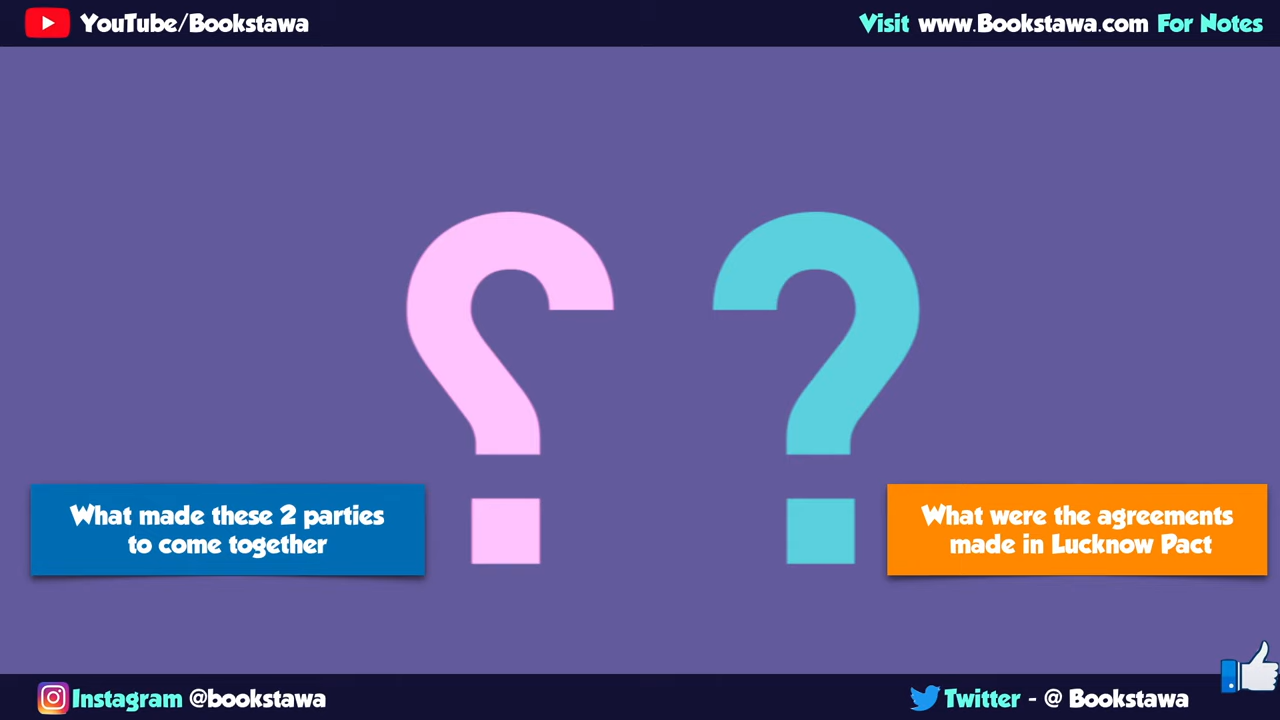 YouTube/Bookstawa
Visit www.Bookstawa.com For Notes
What made these 2 parties
to come together
What were the agreements
made in Lucknow Pact
Instagram @bookstawa
Twitter - @ Bookstawa